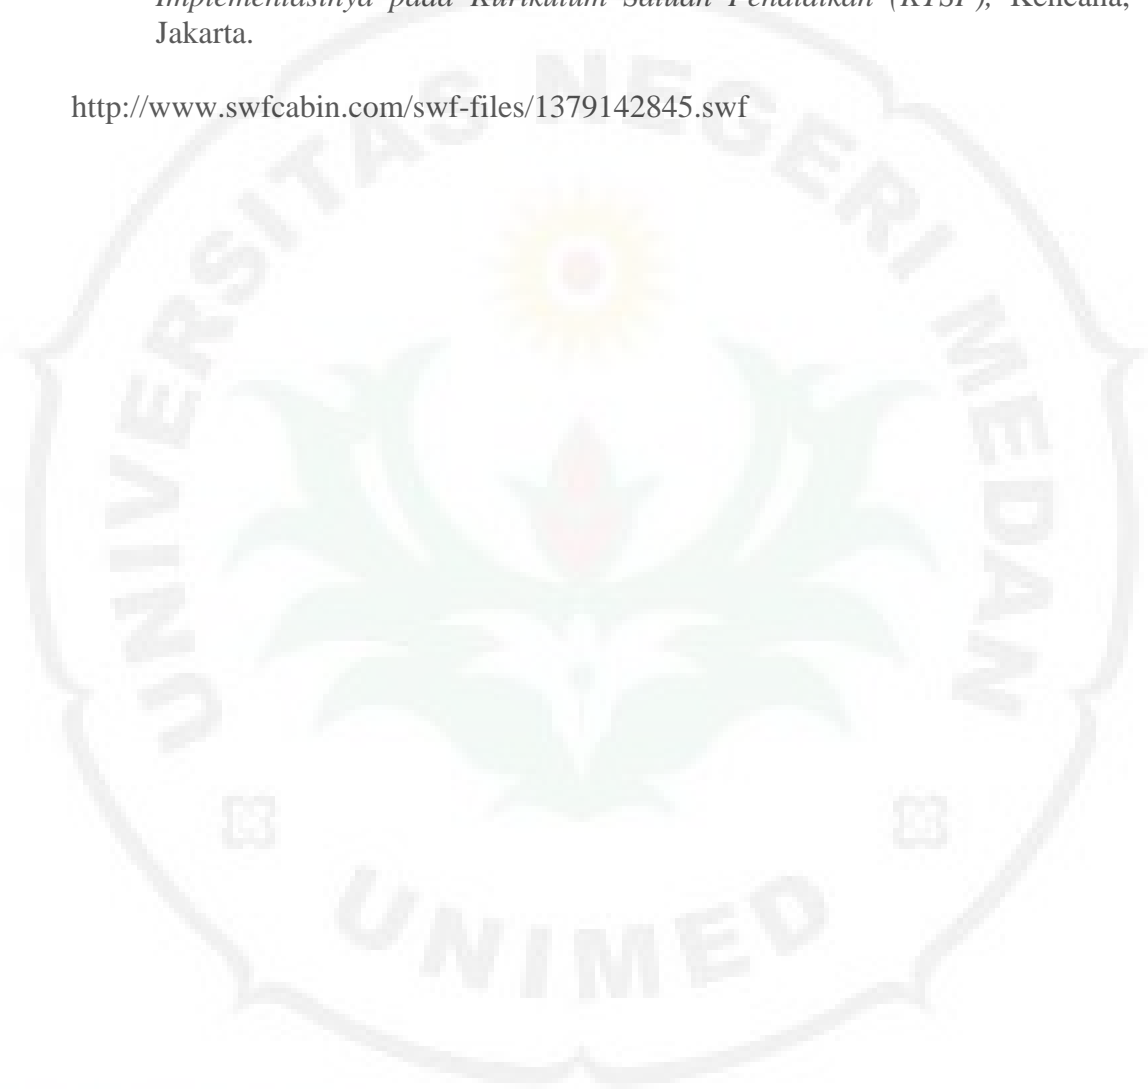 Implementasinya pada Kurikulum Satuan Pendidikan (KTSP), Kencana,
Jakarta.
http://www.swfcabin.com/swf-files/1379142845.swf
UNIVERSITAS NEGERI MEDAN
UNIMED